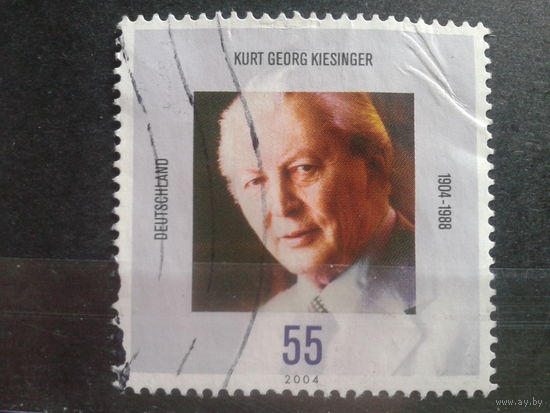 KURT GEORG KIESINGER
DEUTSCHLAND
1904-1988
55
2004
www.ay.by